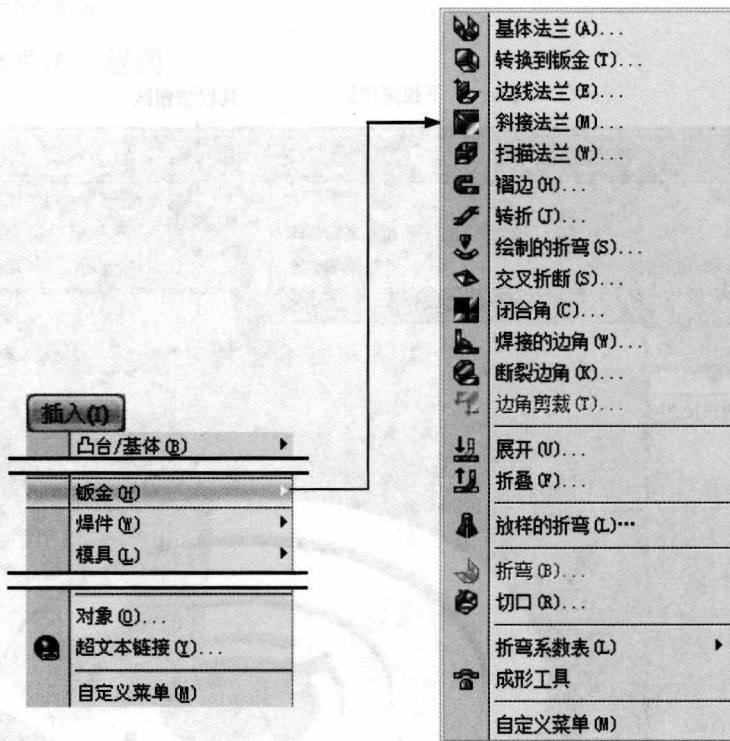 基体法兰(A)...
转换到钣金(T)...
边线法兰(E)...
斜接法兰(M)...
扫描法兰(W)...
褶边(H)...
转折(J)...
绘制的折弯(S)...
交叉折断(S)...
闭合角(C)...
焊接的边角(W)...
断裂边角(K)...
边角剪裁(T)...
展开(U)...
折叠(F)...
放样的折弯(L)…
折弯(B)...
切口(R)...
折弯系数表(L)
成形工具
自定义菜单(M)
插入(I)
凸台/基体(B)
钣金(H)
焊件(W)
模具(L)
对象(O)...
超文本链接(Y)...
自定义菜单(M)